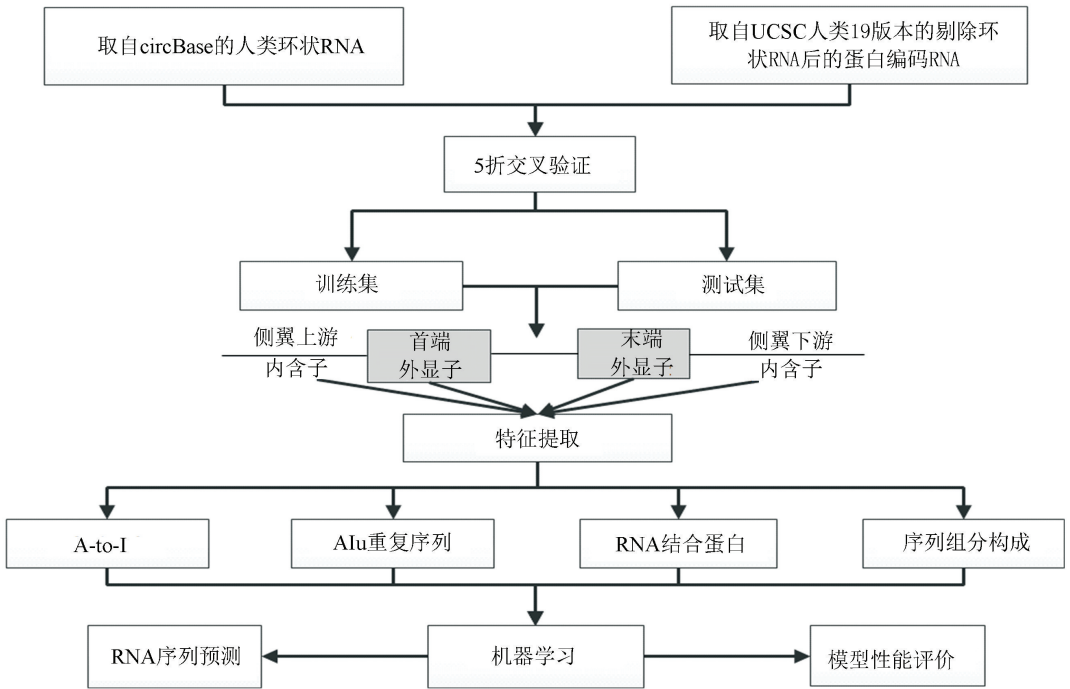 取自circBase的人类环状RNA
取自UCSC人类19版本的剔除环
状RNA后的蛋白编码RNA
5折交叉验证
训练集
测试集
侧翼上游
内含子
首端
外显子
末端
外显子
侧翼下游
内含子
特征提取
A-to-I
AIu重复序列
RNA结合蛋白
序列组分构成
RNA序列预测
机器学习
模型性能评价